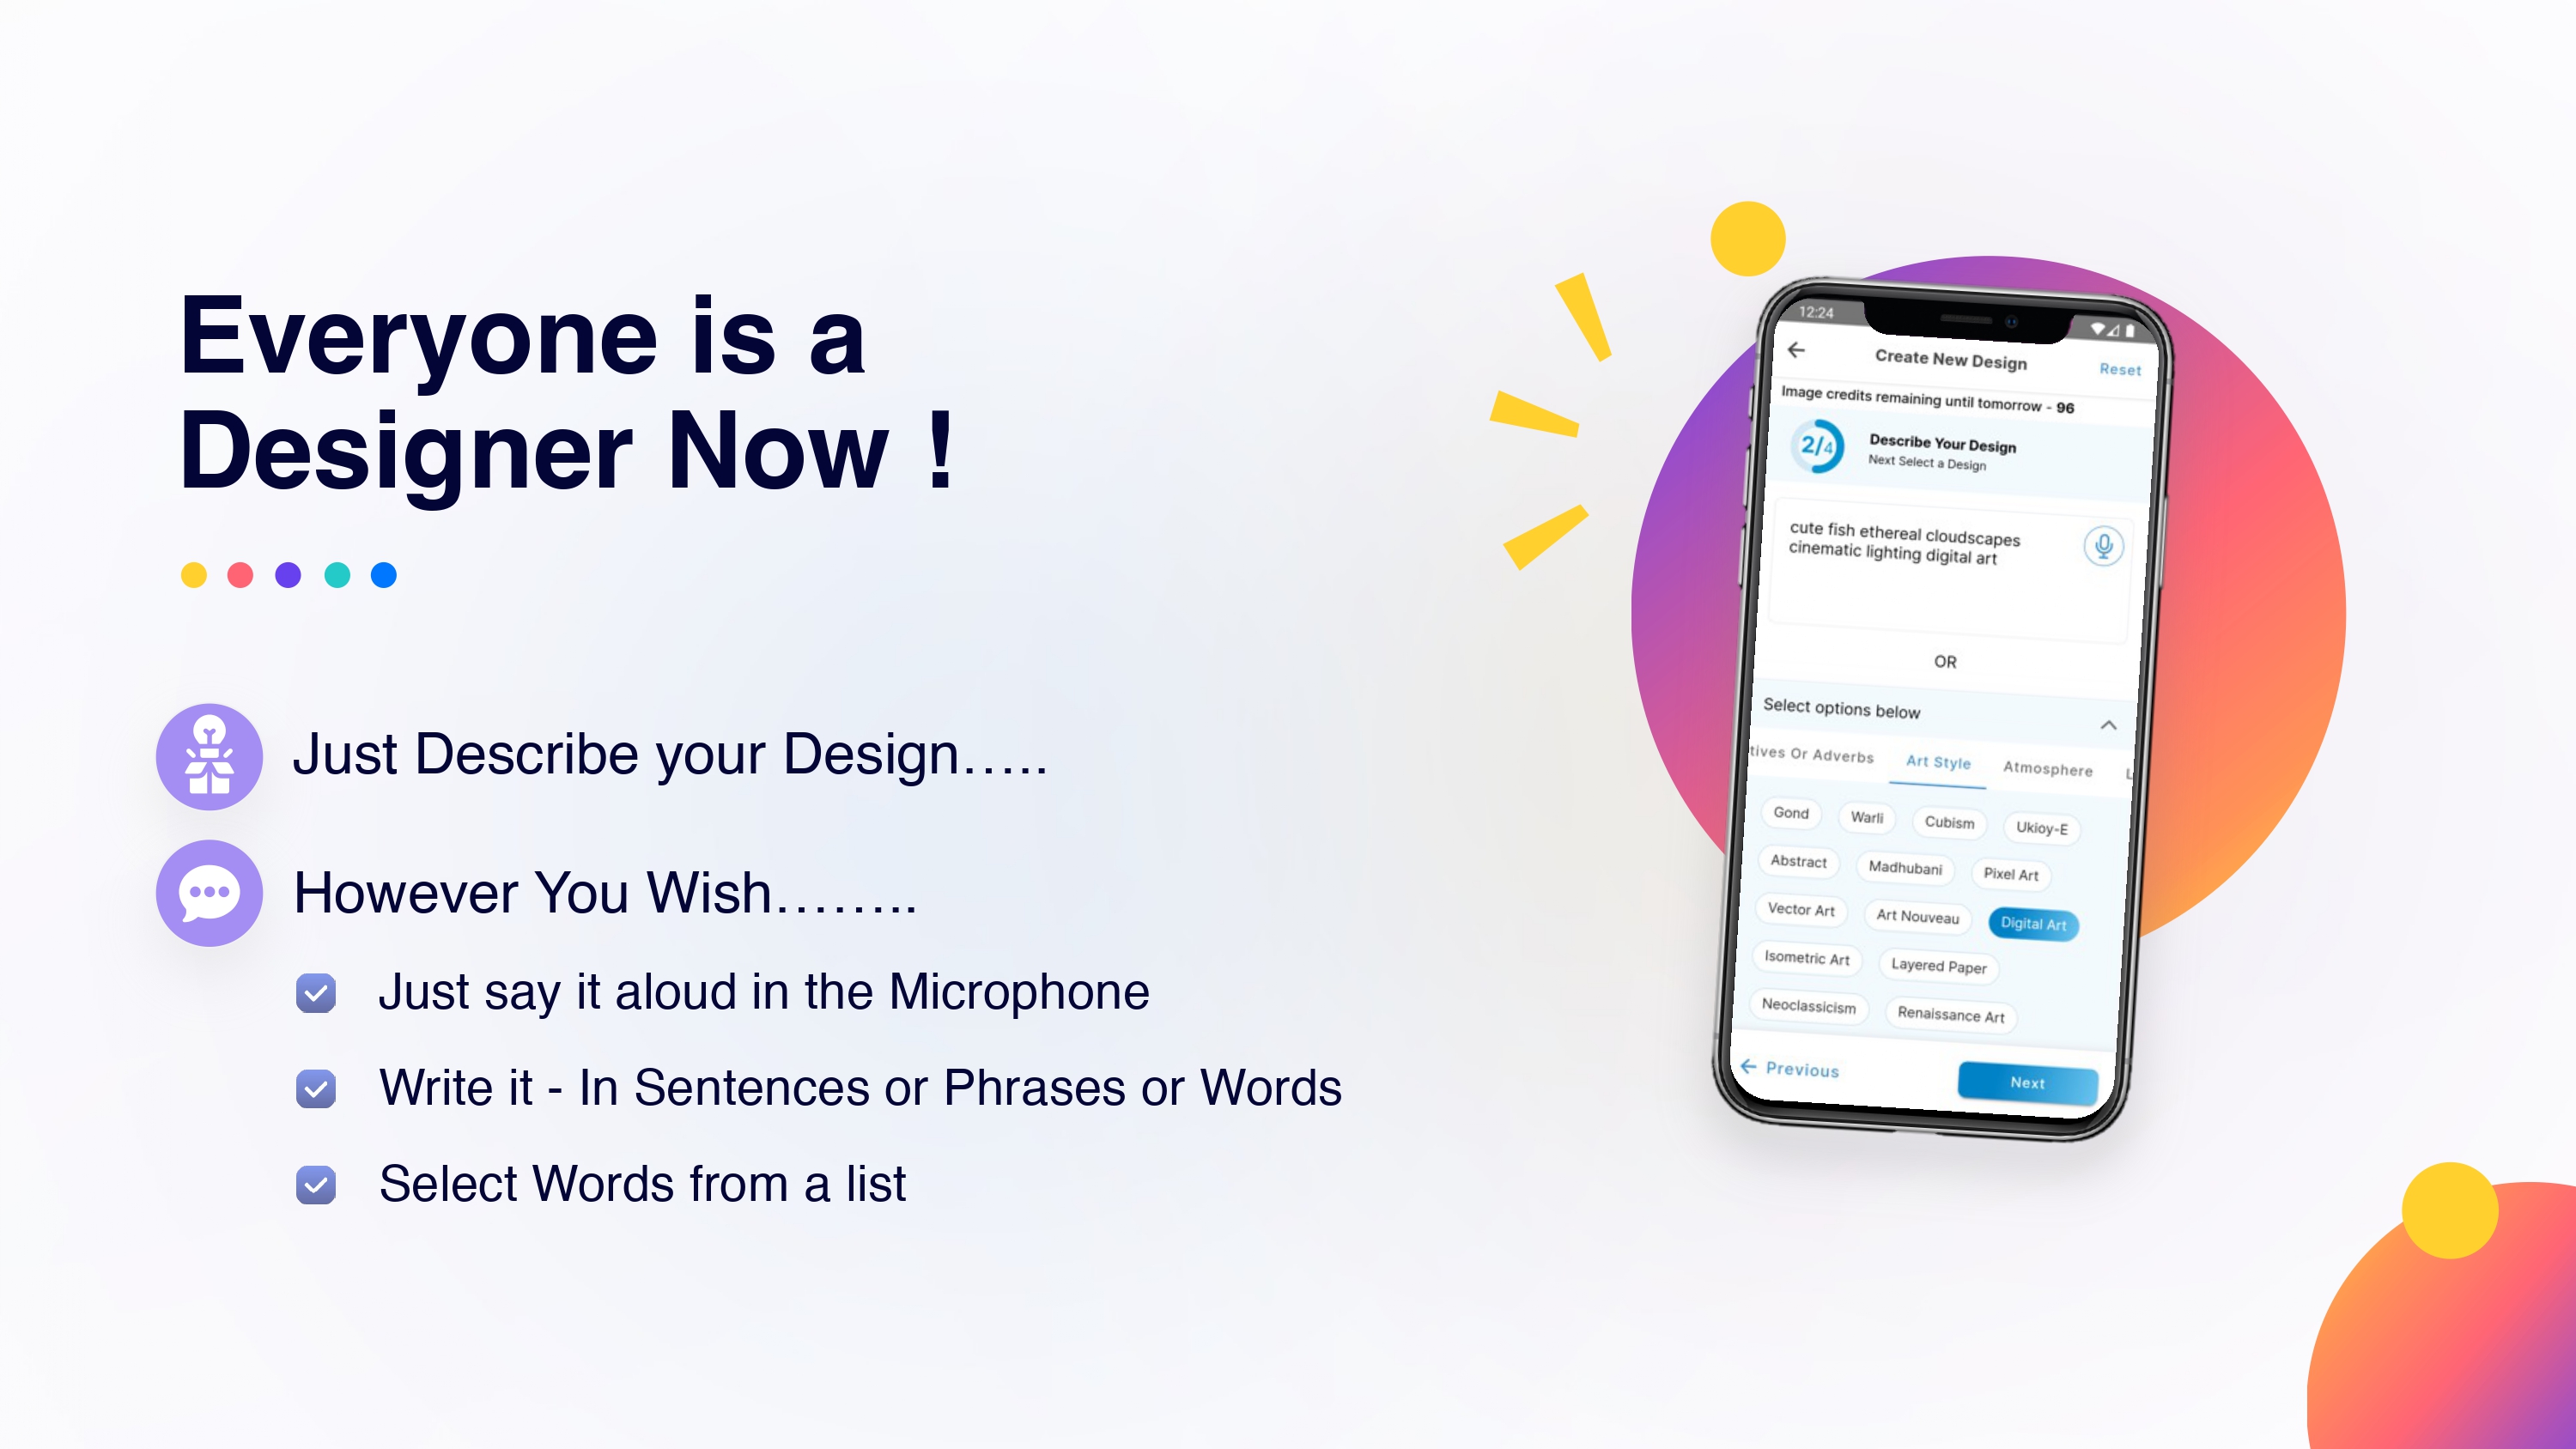 Everyone is a
Designer Now !
Just Describe your Design.....
However You Wish........
Just say it aloud in the Microphone
Write it - In Sentences or Phrases or Words
Select Words from a list
12:24
Create New Design
Reset
Image credits remaining until tomorrow - 96
2/4
Describe Your Design
Next Select a Design
cute fish ethereal cloudscapes
cinematic lighting digital art
OR
Select options below
tives Or Adverbs Art Style Atmosphere L
Gond Warli Cubism Ukioy-E
Abstract Madhubani Pixel Art
Vector Art Art Nouveau Digital Art
Isometric Art Layered Paper
Neoclassicism Renaissance Art
Previous Next